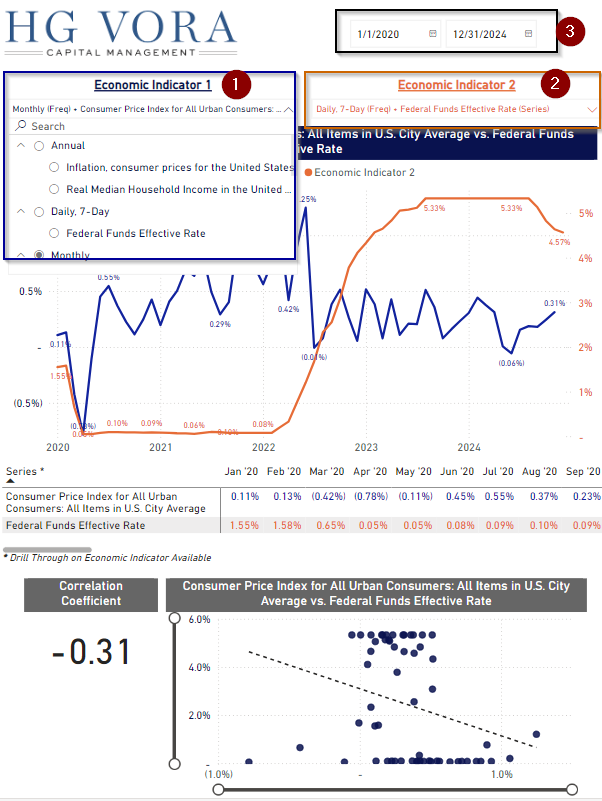 HG VORA
CAPITAL MANAGEMENT
1/1/2020
12/31/2024
3
Economic Indicator 1
1
Economic Indicator 2
2
Monthly (Freq) + Consumer Price Index for All Urban Consumers: ...
Daily, 7-Day (Freq) + Federal Funds Effective Rate (Series)
Search
Annual
Inflation, consumer prices for the United States
Real Median Household Income in the United ...
Daily, 7-Day
Federal Funds Effective Rate
Monthly
s: All Items in U.S. City Average vs. Federal Funds
ive Rate
Economic Indicator 2
.25%
5.33%
5.33%
4.57%
5%
4%
3%
2%
1%
-
0.5%
-
(0.5%)
0.55%
0.29%
0.42%
0.31%
0.11%
(0.01%)
(0.06%)
1.55%
0.05%
0.10%
0.09%
0.06%
0.10%
0.08%
2020
2021
2022
2023
2024
Series *
Jan '20
Feb '20
Mar '20
Apr '20
May '20
Jun '20
Jul '20
Aug '20
Sep '20
Consumer Price Index for All Urban
Consumers: All Items in U.S. City Average
0.11%
0.13%
(0.42%)
(0.78%)
(0.11%)
0.45%
0.55%
0.37%
0.23%
Federal Funds Effective Rate
1.55%
1.58%
0.65%
0.05%
0.05%
0.08%
0.09%
0.10%
0.09%
* Drill Through on Economic Indicator Available
Correlation
Coefficient
-0.31
Consumer Price Index for All Urban Consumers: All Items in U.S. City
Average vs. Federal Funds Effective Rate
6.0%
4.0%
2.0%
-
(1.0%)
-
1.0%